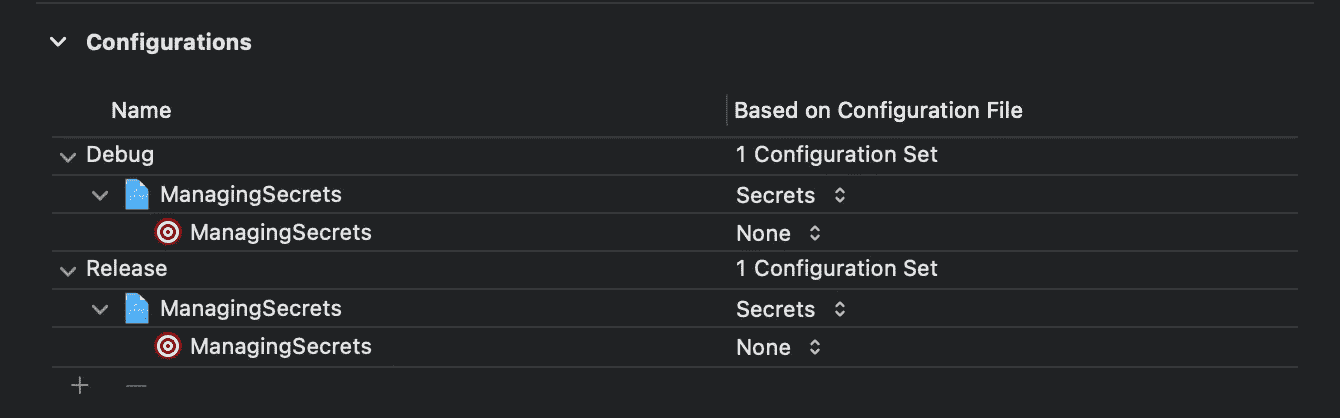 Configurations
Name Based on Configuration File
Debug 1 Configuration Set
ManagingSecrets Secrets
ManagingSecrets None
Release 1 Configuration Set
ManagingSecrets Secrets
ManagingSecrets None